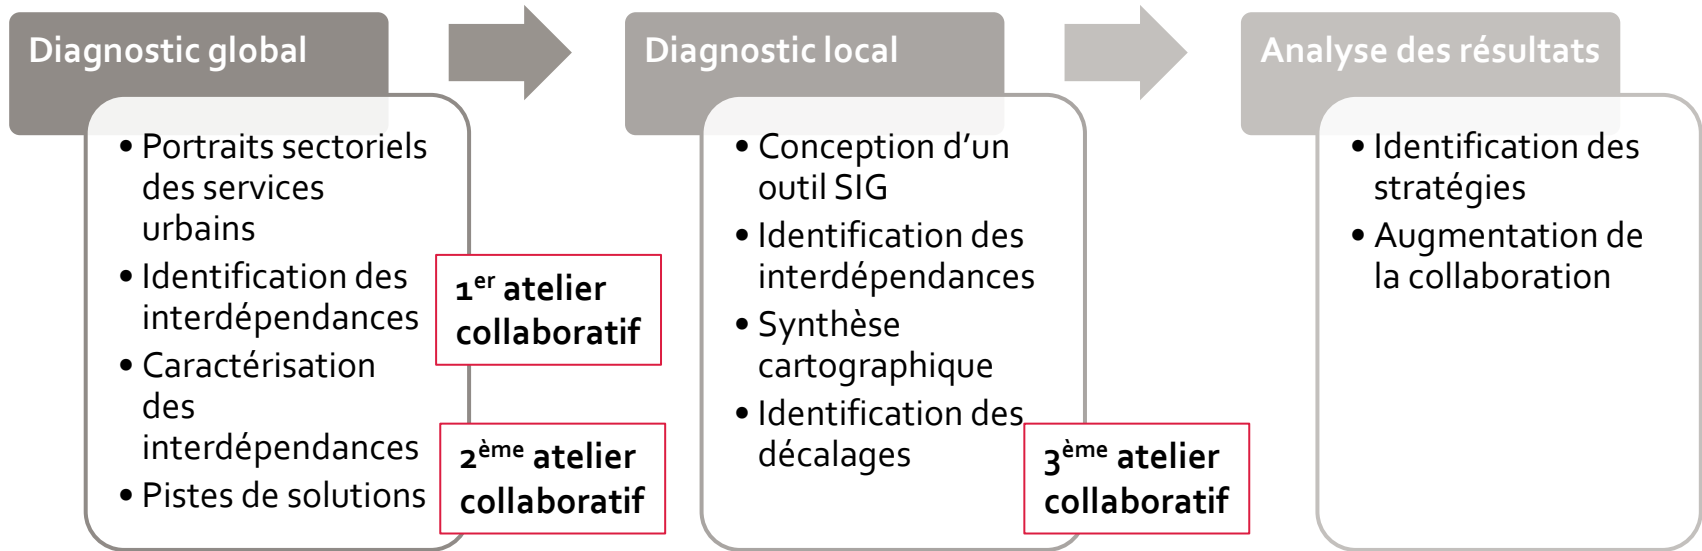 Diagnostic global
• Portraits sectoriels
des services
urbains
• Identification des
interdépendances
• Caractérisation
des
interdépendances
• Pistes de solutions
1er atelier
collaboratif
2ème atelier
collaboratif
Diagnostic local
• Conception d’un
outil SIG
• Identification des
interdépendances
• Synthèse
cartographique
• Identification des
décalages
3ème atelier
collaboratif
Analyse des résultats
• Identification des
stratégies
• Augmentation de
la collaboration